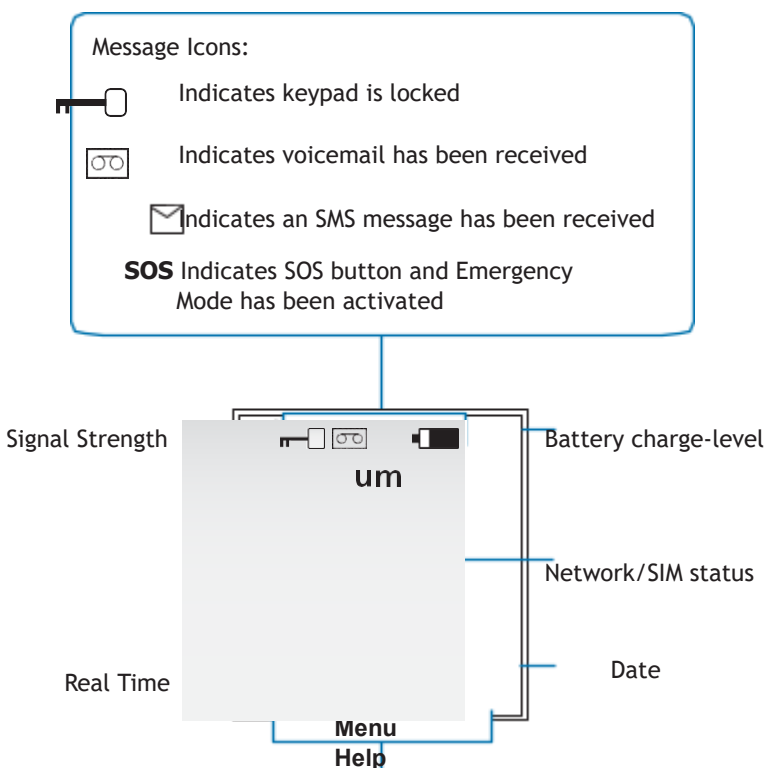 Message Icons:
Indicates keypad is locked
Indicates voicemail has been received
Indicates an SMS message has been received
SOS Indicates SOS button and Emergency
Mode has been activated
Signal Strength
Battery charge-level
um
Network/SIM status
Real Time
Date
Menu
Help